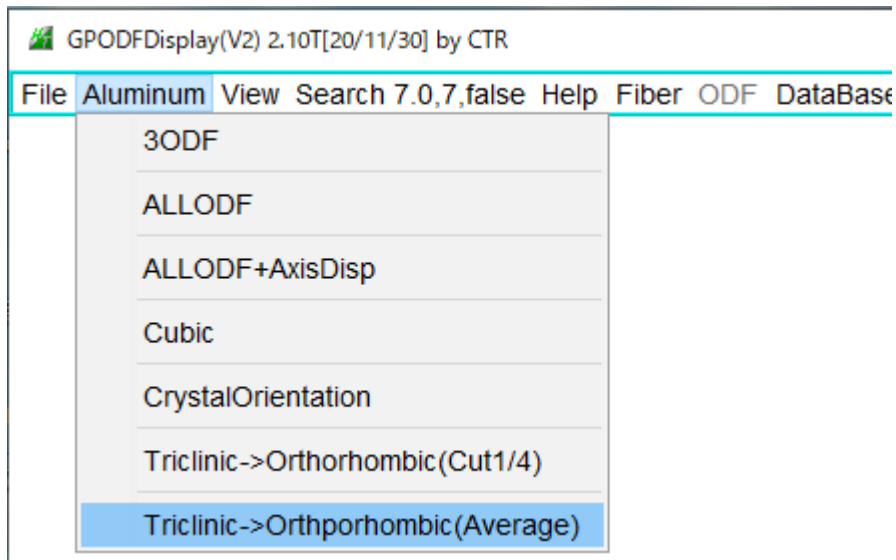 GPODFDisplay(V2) 2.10T[20/11/30] by CTR
File Aluminum View Search 7.0,7,false Help Fiber ODF DataBase
3ODF
ALLODF
ALLODF+AxisDisp
Cubic
CrystalOrientation
Triclinic->Orthorhombic(Cut1/4)
Triclinic->Orthporhombic(Average)